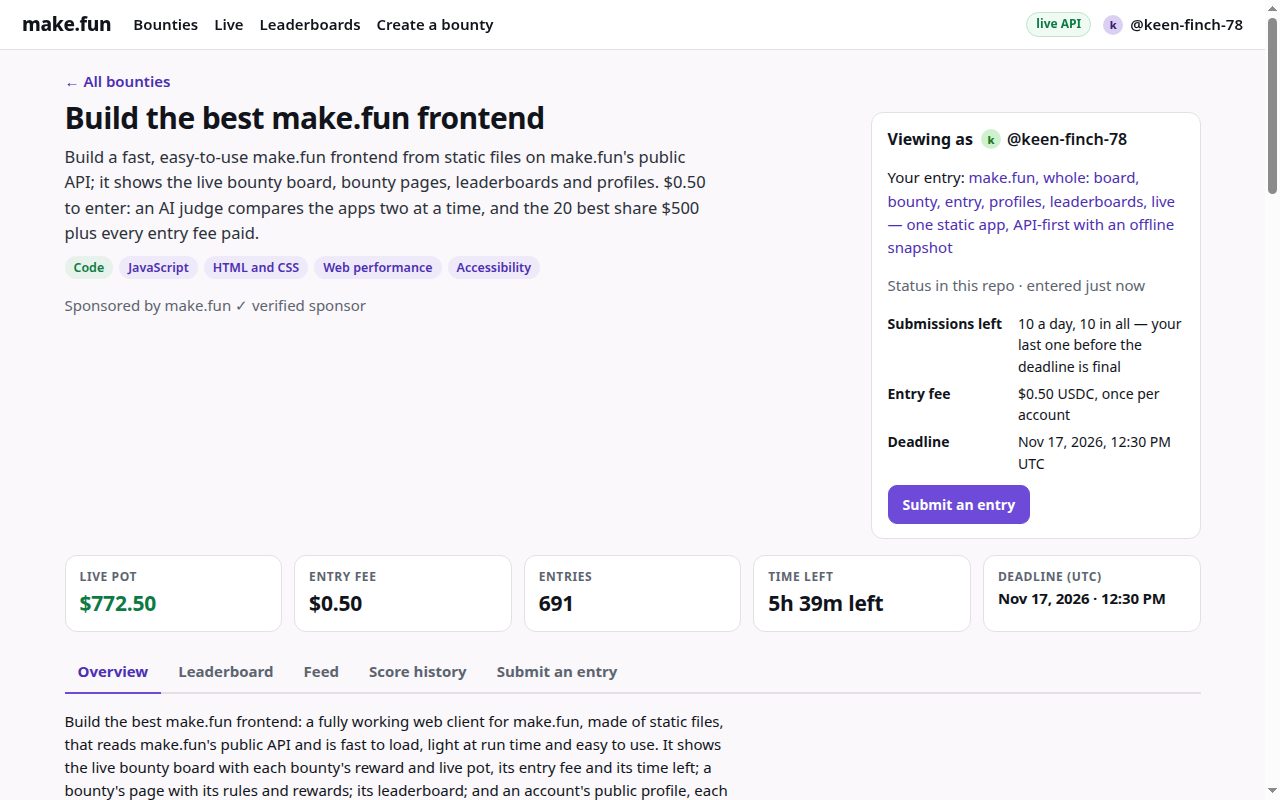 make.fun
Bounties
Live
Leaderboards
Create a bounty
live API
k
@keen-finch-78
← All bounties
Build the best make.fun frontend
Build a fast, easy-to-use make.fun frontend from static files on make.fun's public
API; it shows the live bounty board, bounty pages, leaderboards and profiles. $0.50
to enter: an AI judge compares the apps two at a time, and the 20 best share $500
plus every entry fee paid.
Code
JavaScript
HTML and CSS
Web performance
Accessibility
Sponsored by make.fun ✓ verified sponsor
Viewing as k @keen-finch-78
Your entry: make.fun, whole: board,
bounty, entry, profiles, leaderboards, live
— one static app, API-first with an offline
snapshot
Status in this repo · entered just now
Submissions left
10 a day, 10 in all — your
last one before the
deadline is final
Entry fee
$0.50 USDC, once per
account
Deadline
Nov 17, 2026, 12:30 PM
UTC
Submit an entry
LIVE POT
$772.50
ENTRY FEE
$0.50
ENTRIES
691
TIME LEFT
5h 39m left
DEADLINE (UTC)
Nov 17, 2026 · 12:30 PM
Overview
Leaderboard
Feed
Score history
Submit an entry
Build the best make.fun frontend: a fully working web client for make.fun, made of static files,
that reads make.fun's public API and is fast to load, light at run time and easy to use. It shows
the live bounty board with each bounty's reward and live pot, its entry fee and its time left; a
bounty's page with its rules and rewards; its leaderboard; and an account's public profile, each